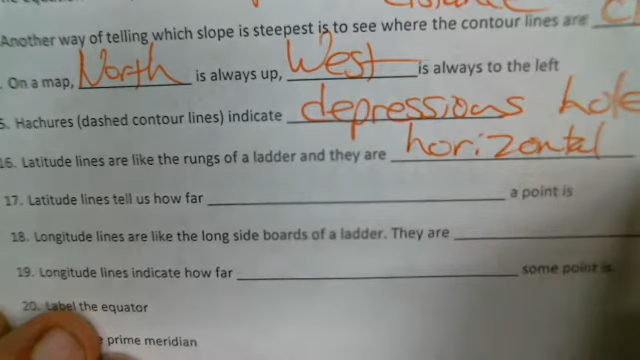 Another way of telling which slope is steepest is to see where the contour lines are
On a map, North is always up, West is always to the left
5. Hachures (dashed contour lines) indicate depressions hole
16. Latitude lines are like the rungs of a ladder and they are horizontal
17. Latitude lines tell us how far a point is
18. Longitude lines are like the long side boards of a ladder. They are
19. Longitude lines indicate how far some point is
20. Label the equator
prime meridian